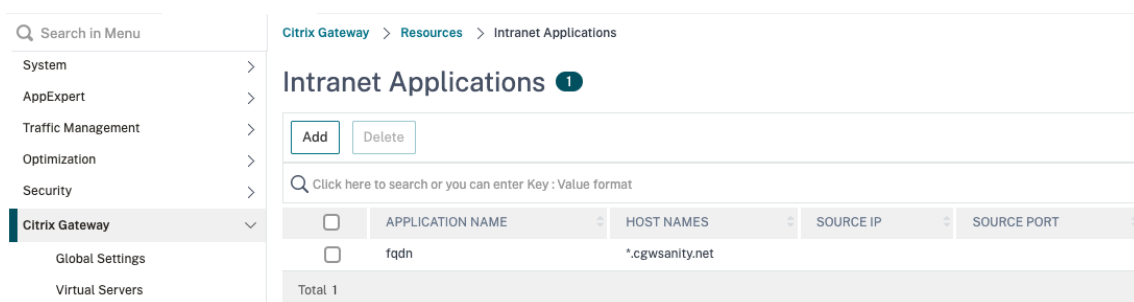 Search in Menu
System
AppExpert
Traffic Management
Optimization
Security
Citrix Gateway
Global Settings
Virtual Servers
Citrix Gateway > Resources > Intranet Applications
Intranet Applications 1
Add Delete
Click here to search or you can enter Key : Value format
APPLICATION NAME HOST NAMES SOURCE IP SOURCE PORT
fqdn *.cgwsanity.net
Total 1